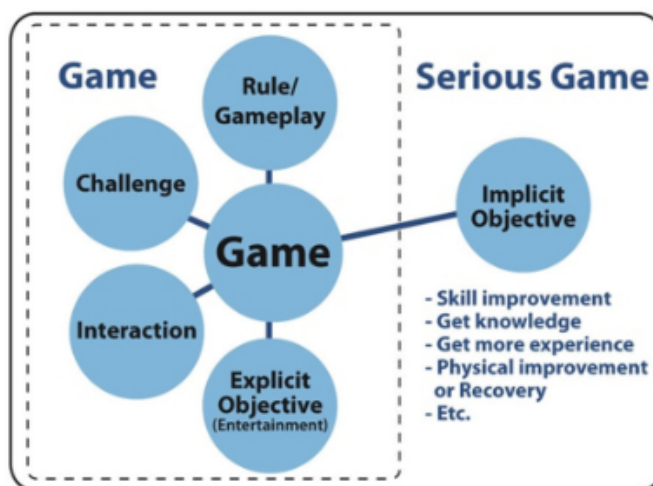 Game
Serious Game
Rule/
Gameplay
Challenge
Game
Interaction
Explicit
Objective
(Entertainment)
Implicit
Objective
- Skill improvement
- Get knowledge
- Get more experience
- Physical improvement
or Recovery
- Etc.